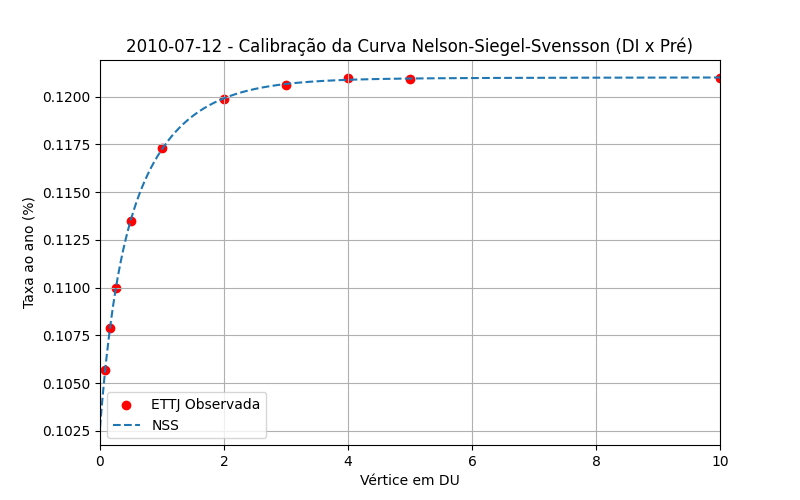 2010-07-12 - Calibração da Curva Nelson-Siegel-Svensson (DI x Pré)
Taxa ao ano (%)
0.1200
0.1175
0.1150
0.1125
0.1100
0.1075
0.1050
0.1025
ETTJ Observada
NSS
0 2 4 6 8 10
Vértice em DU